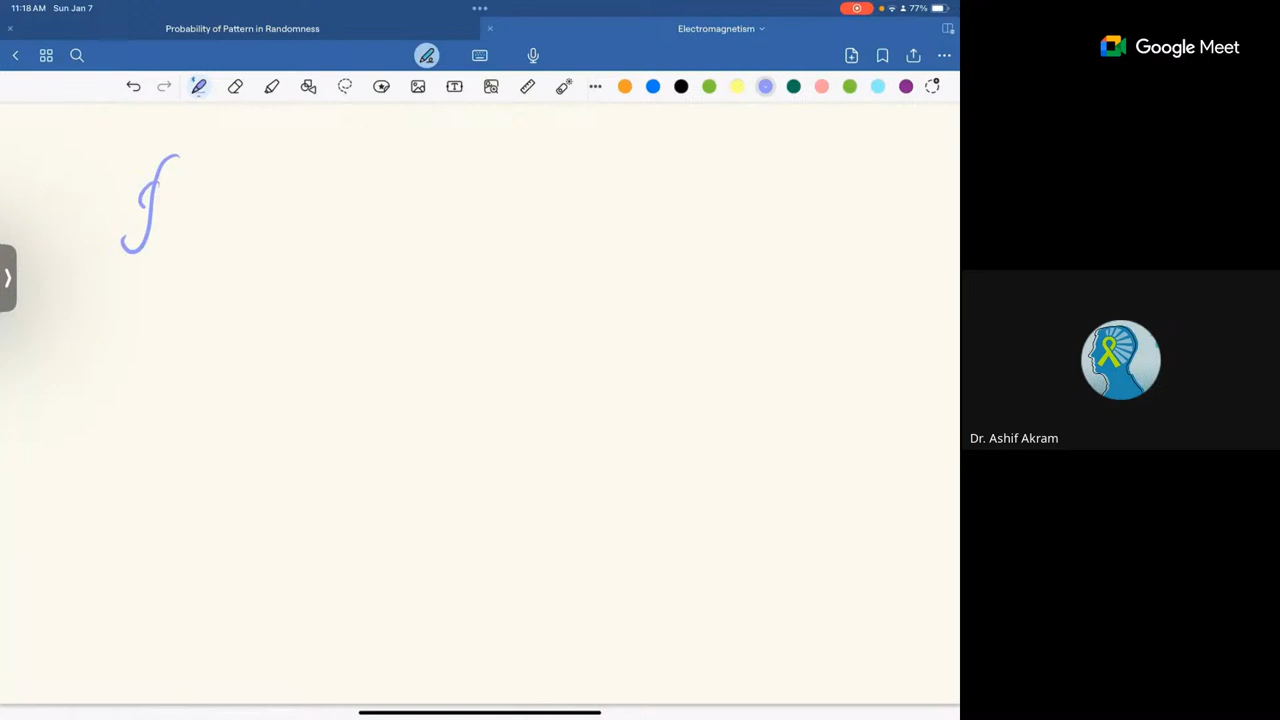 11:18 AM Sun Jan 7
77%
Probability of Pattern in Randomness
Electromagnetism
Google Meet
∮
Dr. Ashif Akram